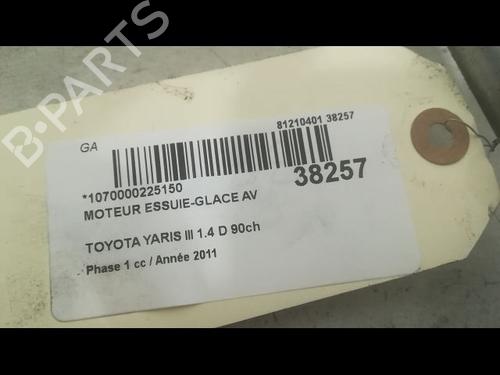 81210401 38257
GA
*1070000225150
38257
MOTEUR ESSUIE-GLACE AV
TOYOTA YARIS III 1.4 D 90ch
Phase 1 cc / Année 2011
B-PARTS